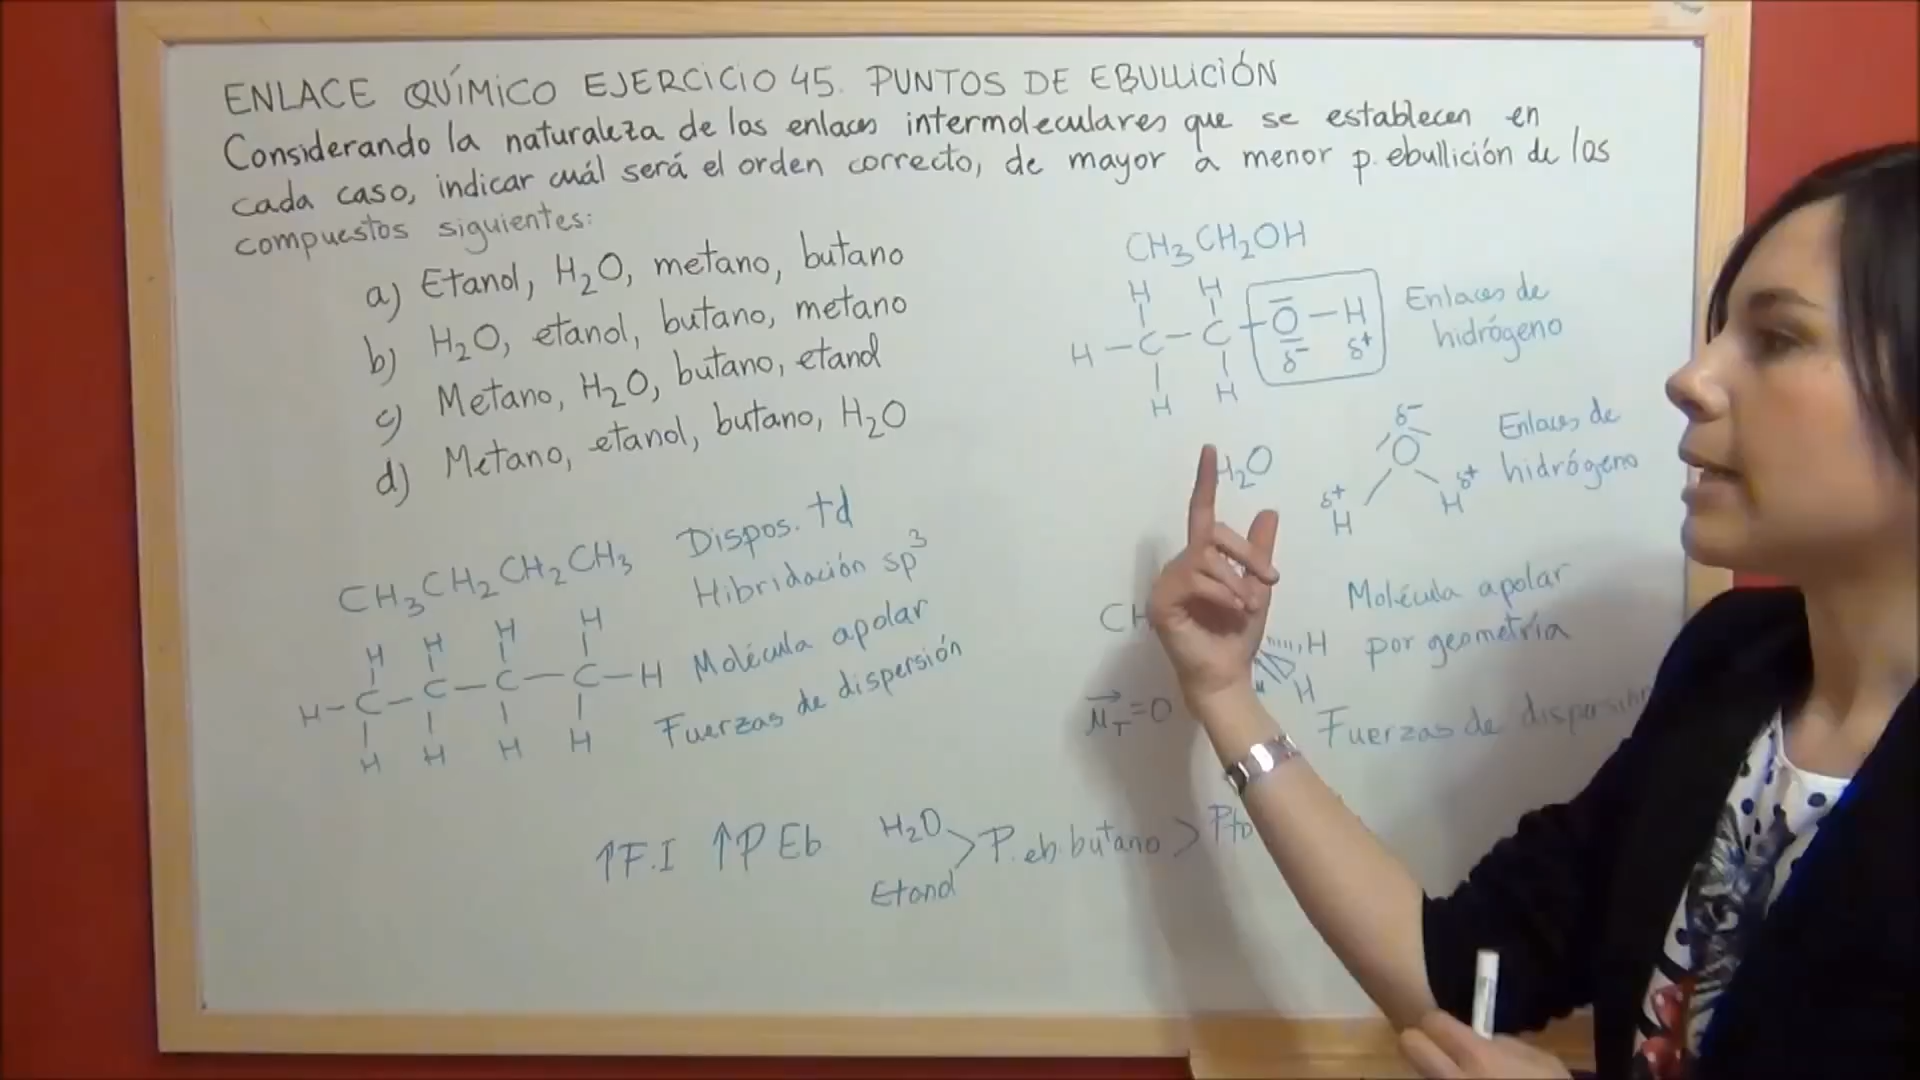 ENLACE QUÍMICO EJERCICIO 45. PUNTOS DE EBULLICIÓN
Considerando la naturaleza de los enlaces intermoleculares que se establecen en
cada caso, indicar cuál será el orden correcto, de mayor a menor p. ebullición de los
compuestos siguientes:
a) Etanol, H₂O, metano, butano
b) H₂O, etanol, butano, metano
c) Metano, H₂O, butano, etanol
d) Metano, etanol, butano, H₂O
CH₃CH₂OH
H H
H - C - C - O - H
δ- δ+
H H
Enlaces de
hidrógeno
H₂O
δ-
O
δ+ δ+
H H
Enlaces de
hidrógeno
CH₃CH₂CH₂CH₃
H H H H
H - C - C - C - C - H
H H H H
Dispos. td
Hibridación sp³
Molécula apolar
Fuerzas de dispersión
CH
H
H
μT = 0
Molécula apolar
por geometría
Fuerzas de dispersión
↑F.I ↑P Eb
H₂O
Etanol
> P. eb. butano > Pto